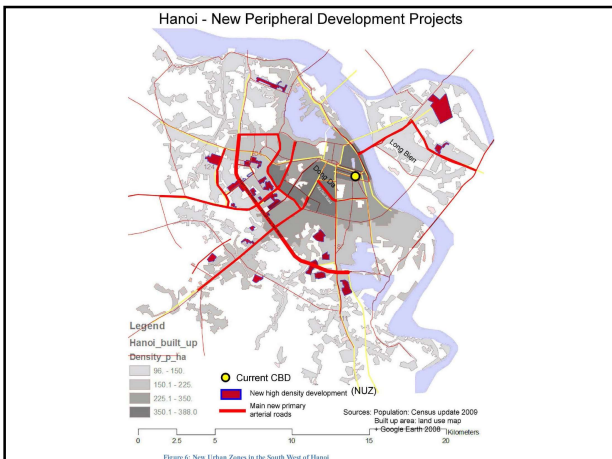 Hanoi - New Peripheral Development Projects
Long Bien
Dong Da
Legend
Hanoi_built_up
Density_p_ha
96. - 150.
150.1 - 225.
225.1 - 350.
350.1 - 388.0
Current CBD
New high density development (NUZ)
Main new primary
arterial roads
Sources: Population: Census update 2009
Built up area: land use map
+ Google Earth 2008
0 2.5 5 10 15 20 Kilometers
Figure 6: New Urban Zones in the South West of Hanoi